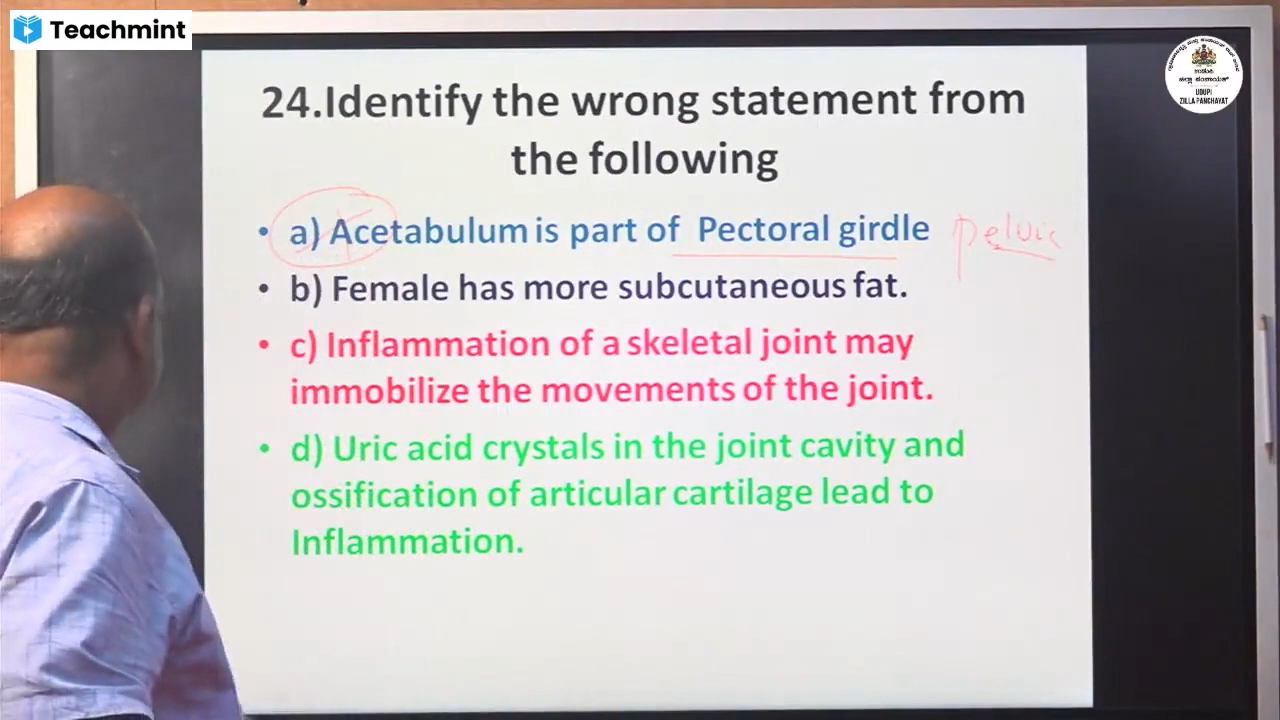 Teachmint
24.Identify the wrong statement from
the following
• a) Acetabulum is part of Pectoral girdle pelvic
• b) Female has more subcutaneous fat.
• c) Inflammation of a skeletal joint may
immobilize the movements of the joint.
• d) Uric acid crystals in the joint cavity and
ossification of articular cartilage lead to
Inflammation.
UDUPI
ZILLA PANCHAYAT